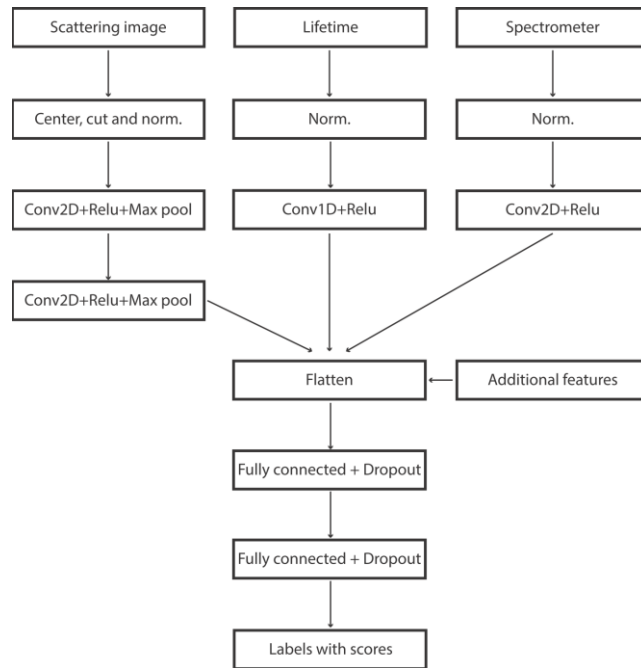 Scattering image
Lifetime
Spectrometer
Center, cut and norm.
Norm.
Norm.
Conv2D+Relu+Max pool
Conv1D+Relu
Conv2D+Relu
Conv2D+Relu+Max pool
Flatten
Additional features
Fully connected + Dropout
Fully connected + Dropout
Labels with scores